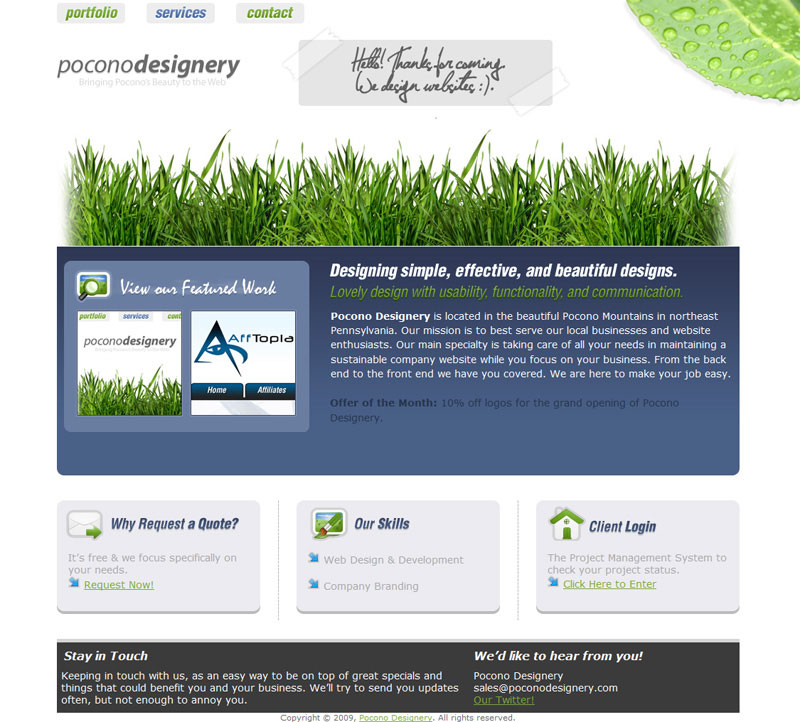 portfolio services contact
poconodesignery
Bringing Pocono's Beauty to the Web
Hello! Thanks for coming.
We design websites :).
View our Featured Work
portfolio services cont
poconodesignery
AffTopia
Home Affiliates
Designing simple, effective, and beautiful designs.
Lovely design with usability, functionality, and communication.
Pocono Designery is located in the beautiful Pocono Mountains in northeast
Pennsylvania. Our mission is to best serve our local businesses and website
enthusiasts. Our main specialty is taking care of all your needs in maintaining a
sustainable company website while you focus on your business. From the back
end to the front end we have you covered. We are here to make your job easy.
Offer of the Month: 10% off logos for the grand opening of Pocono
Designery.
Why Request a Quote?
It's free & we focus specifically on
your needs.
Request Now!
Our Skills
Web Design & Development
Company Branding
Client Login
The Project Management System to
check your project status.
Click Here to Enter
Stay in Touch
Keeping in touch with us, as an easy way to be on top of great specials and
things that could benefit you and your business. We'll try to send you updates
often, but not enough to annoy you.
We'd like to hear from you!
Pocono Designery
sales@poconodesignery.com
Our Twitter!
Copyright © 2009, Pocono Designery. All rights reserved.